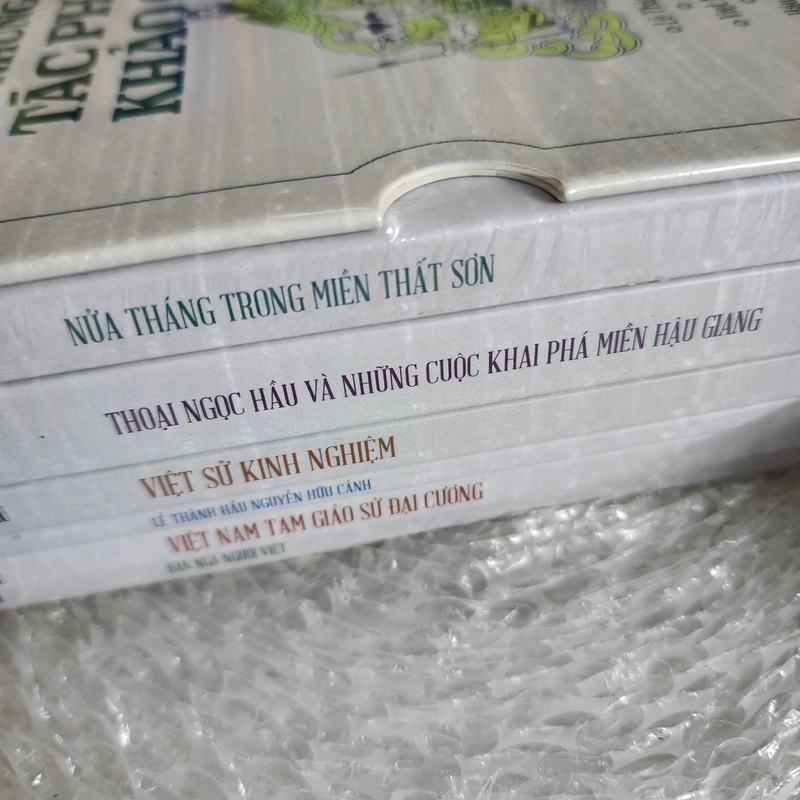 TÁC PH
KHẢO
NỬA THÁNG TRONG MIỀN THẤT SƠN
THOẠI NGỌC HẦU VÀ NHỮNG CUỘC KHAI PHÁ MIỀN HẬU GIANG
VIỆT SỬ KINH NGHIỆM
LỄ THÀNH HẦU NGUYỄN HỮU CẢNH
VIỆT NAM TAM GIÁO SỬ ĐẠI CƯƠNG
BẢN NGÃ NGƯỜI VIỆT